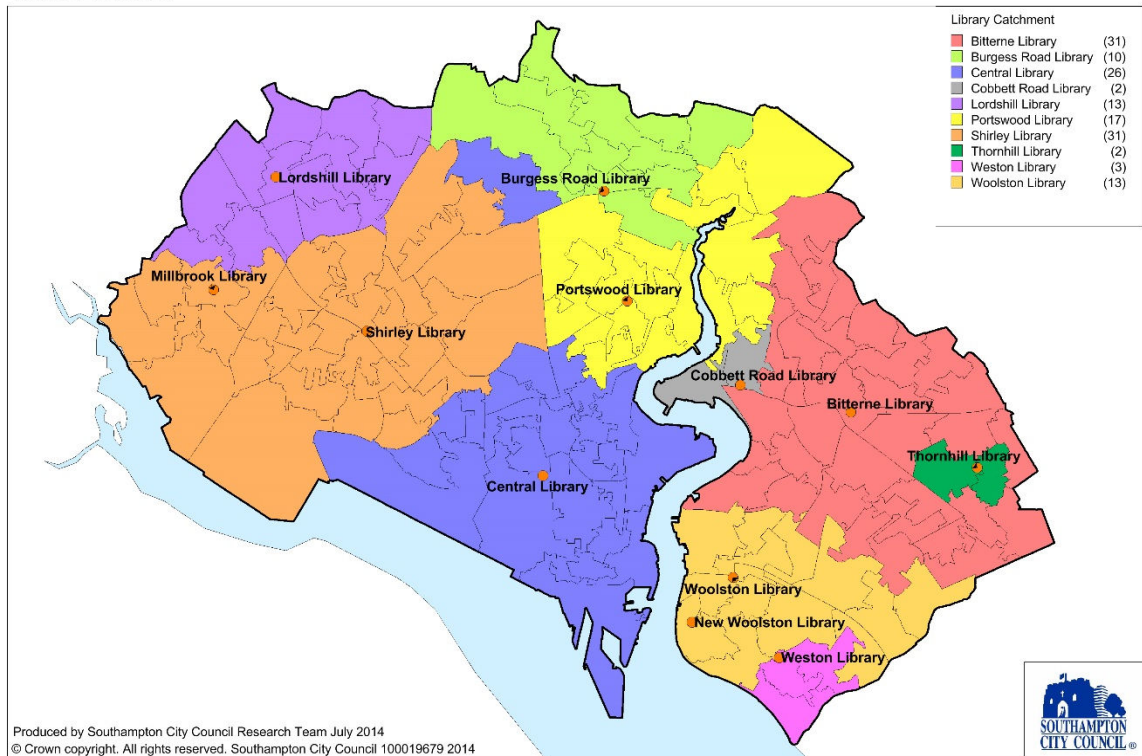 Library Catchment
Bitterne Library (31)
Burgess Road Library (10)
Central Library (26)
Cobbett Road Library (2)
Lordshill Library (13)
Portswood Library (17)
Shirley Library (31)
Thornhill Library (2)
Weston Library (3)
Woolston Library (13)
Lordshill Library
Burgess Road Library
Millbrook Library
Portswood Library
Shirley Library
Cobbett Road Library
Bitterne Library
Thornhill Library
Central Library
Woolston Library
New Woolston Library
Weston Library
Produced by Southampton City Council Research Team July 2014
© Crown copyright. All rights reserved. Southampton City Council 100019679 2014
SOUTHAMPTON
CITY COUNCIL ®